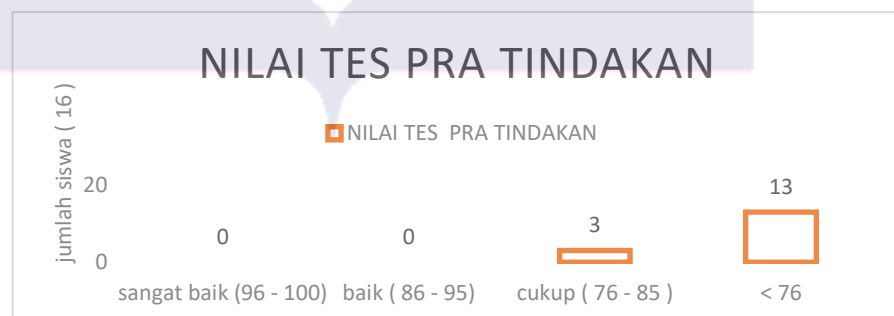 NILAI TES PRA TINDAKAN
jumlah siswa ( 16 )
NILAI TES PRA TINDAKAN
20
0
0
0
3
13
sangat baik (96 - 100)
baik ( 86 - 95)
cukup ( 76 - 85 )
< 76